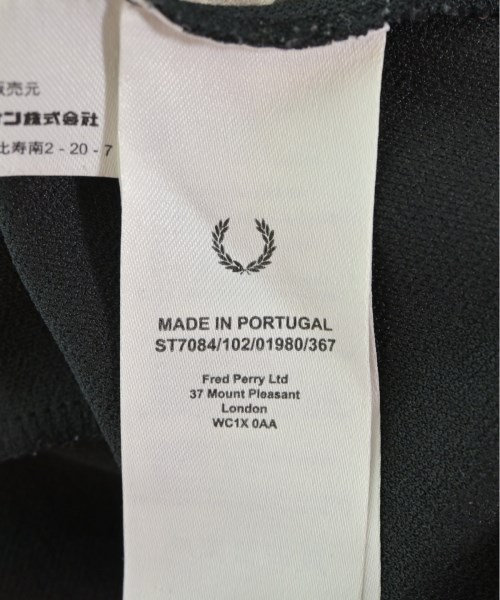 販売元
ン株式会社
比寿南2-20-7
MADE IN PORTUGAL
ST7084/102/01980/367
Fred Perry Ltd
37 Mount Pleasant
London
WC1X 0AA